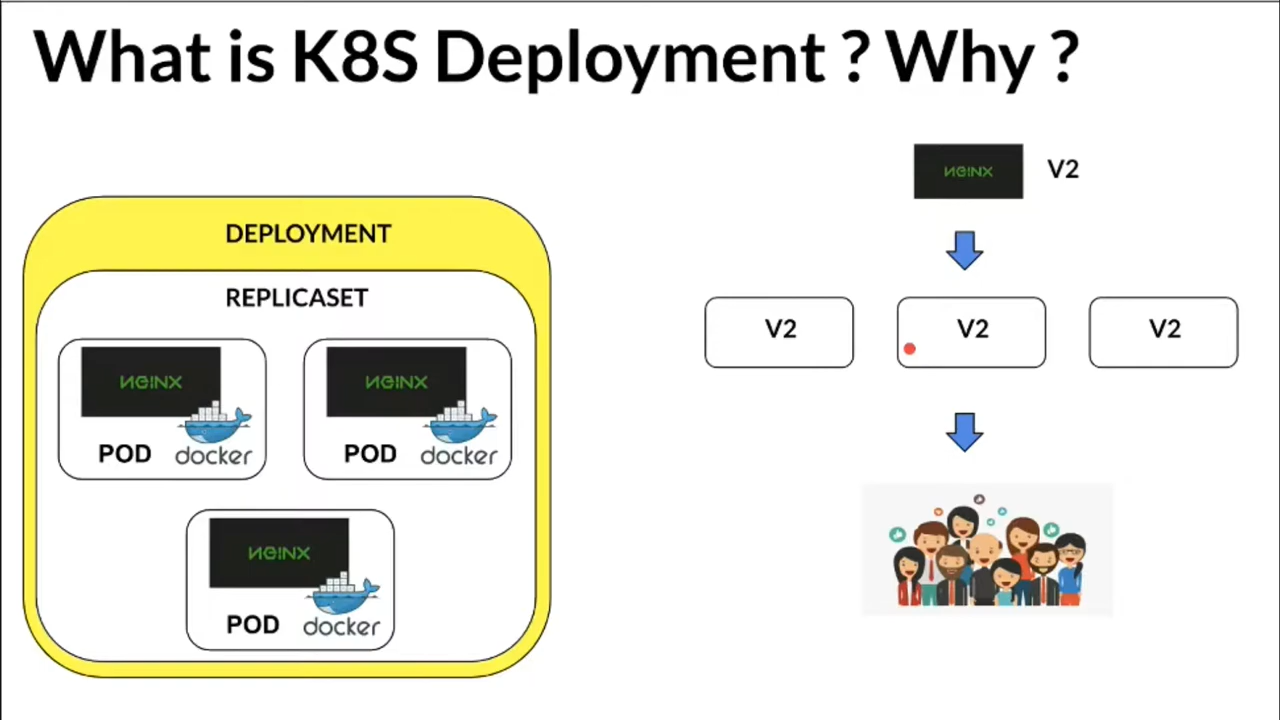 What is K8S Deployment ? Why ?
NGINX V2
DEPLOYMENT
REPLICASET
V2 V2 V2
NGINX NGINX
POD docker POD docker
NGINX
POD docker